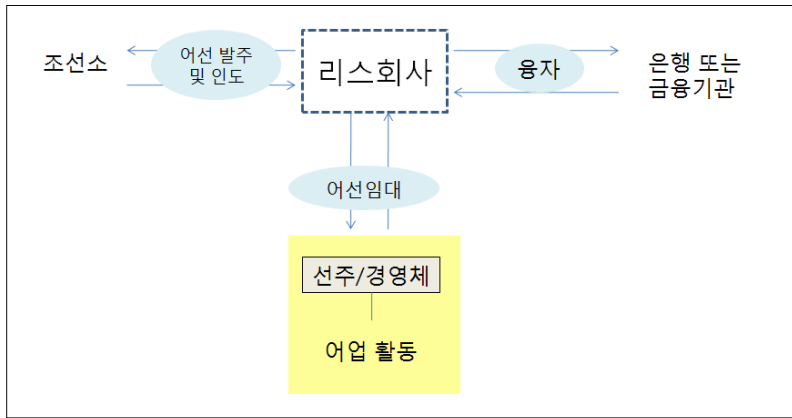 조선소
어선 발주
및 인도
리스회사
융자
은행 또는
금융기관
어선임대
선주/경영체
어업 활동